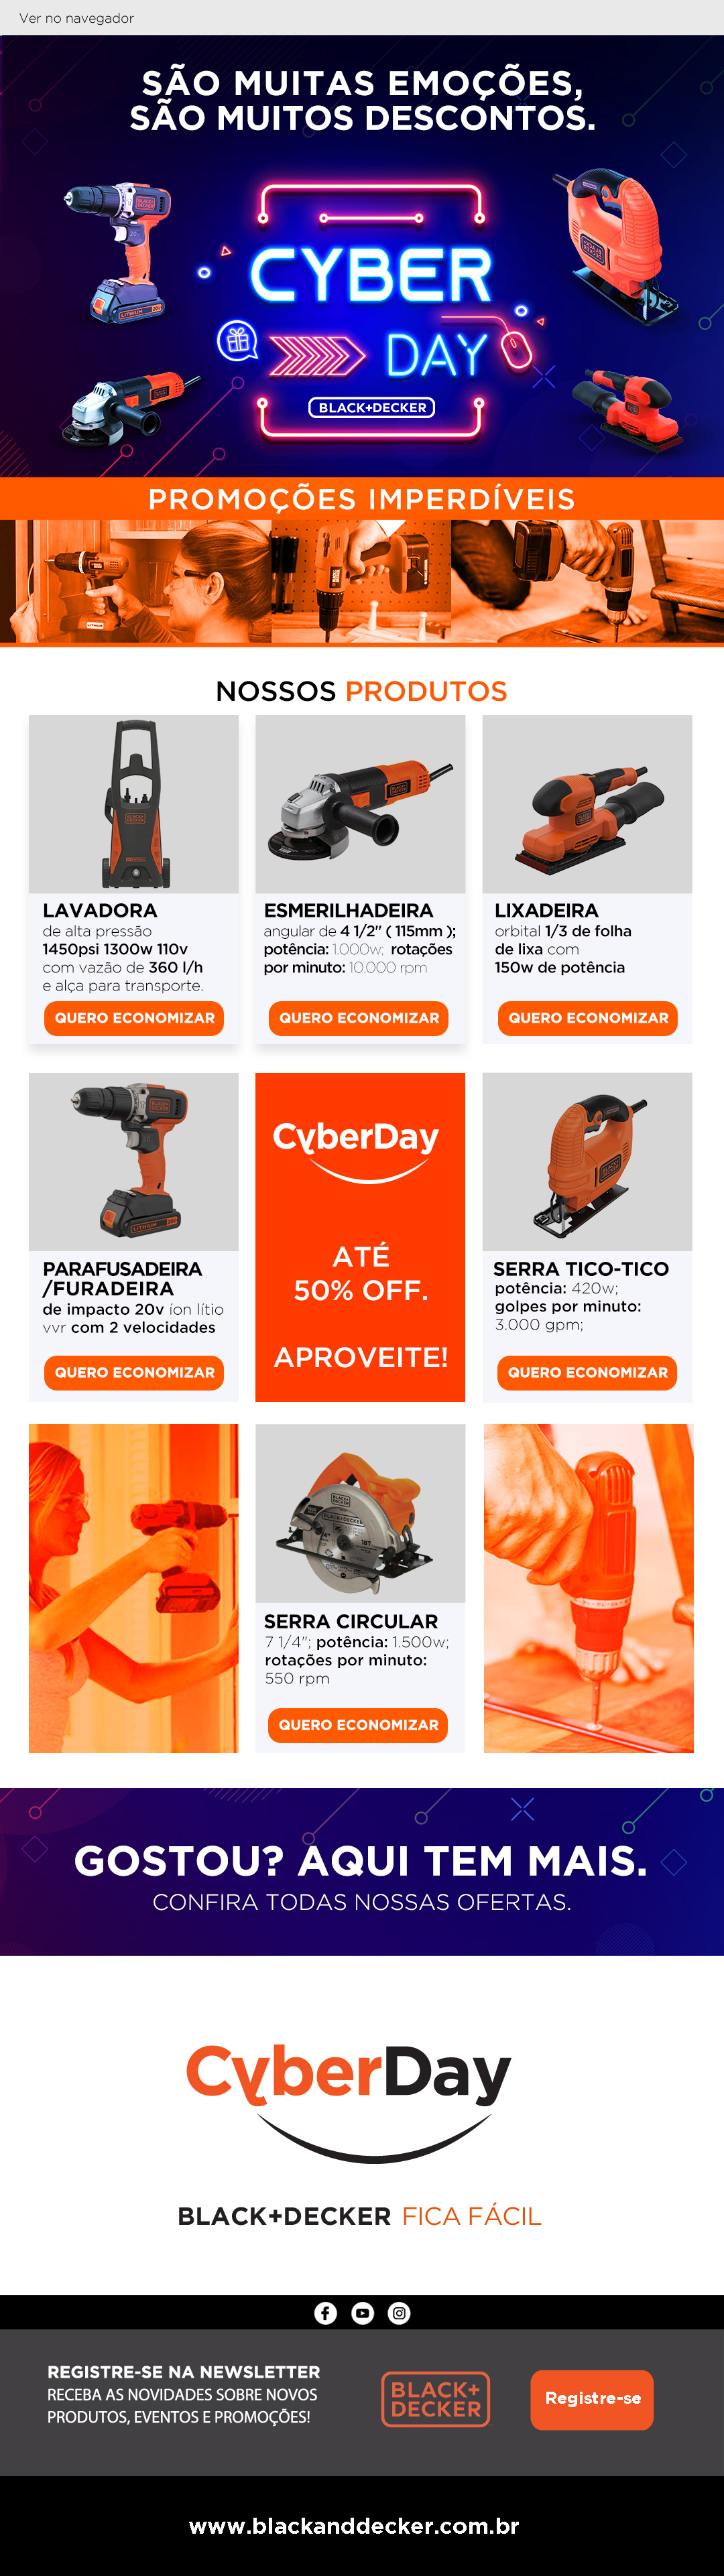 Ver no navegador
SÃO MUITAS EMOÇÕES,
SÃO MUITOS DESCONTOS.
CYBER
DAY
BLACK+DECKER
PROMOÇÕES IMPERDÍVEIS
NOSSOS PRODUTOS
LAVADORA
de alta pressão
1450psi 1300w 110v
com vazão de 360 l/h
e alça para transporte.
QUERO ECONOMIZAR
ESMERILHADEIRA
angular de 4 1/2" ( 115mm );
potência: 1.000w; rotações
por minuto: 10.000 rpm
QUERO ECONOMIZAR
LIXADEIRA
orbital 1/3 de folha
de lixa com
150w de potência
QUERO ECONOMIZAR
PARAFUSADEIRA
/FURADEIRA
de impacto 20v íon lítio
vvr com 2 velocidades
QUERO ECONOMIZAR
CyberDay
ATÉ
50% OFF.
APROVEITE!
SERRA TICO-TICO
potência: 420w;
golpes por minuto:
3.000 gpm;
QUERO ECONOMIZAR
SERRA CIRCULAR
7 1/4"; potência: 1.500w;
rotações por minuto:
550 rpm
QUERO ECONOMIZAR
GOSTOU? AQUI TEM MAIS.
CONFIRA TODAS NOSSAS OFERTAS.
CyberDay
BLACK+DECKER FICA FÁCIL
REGISTRE-SE NA NEWSLETTER
RECEBA AS NOVIDADES SOBRE NOVOS
PRODUTOS, EVENTOS E PROMOÇÕES!
BLACK+
DECKER
Registre-se
www.blackanddecker.com.br